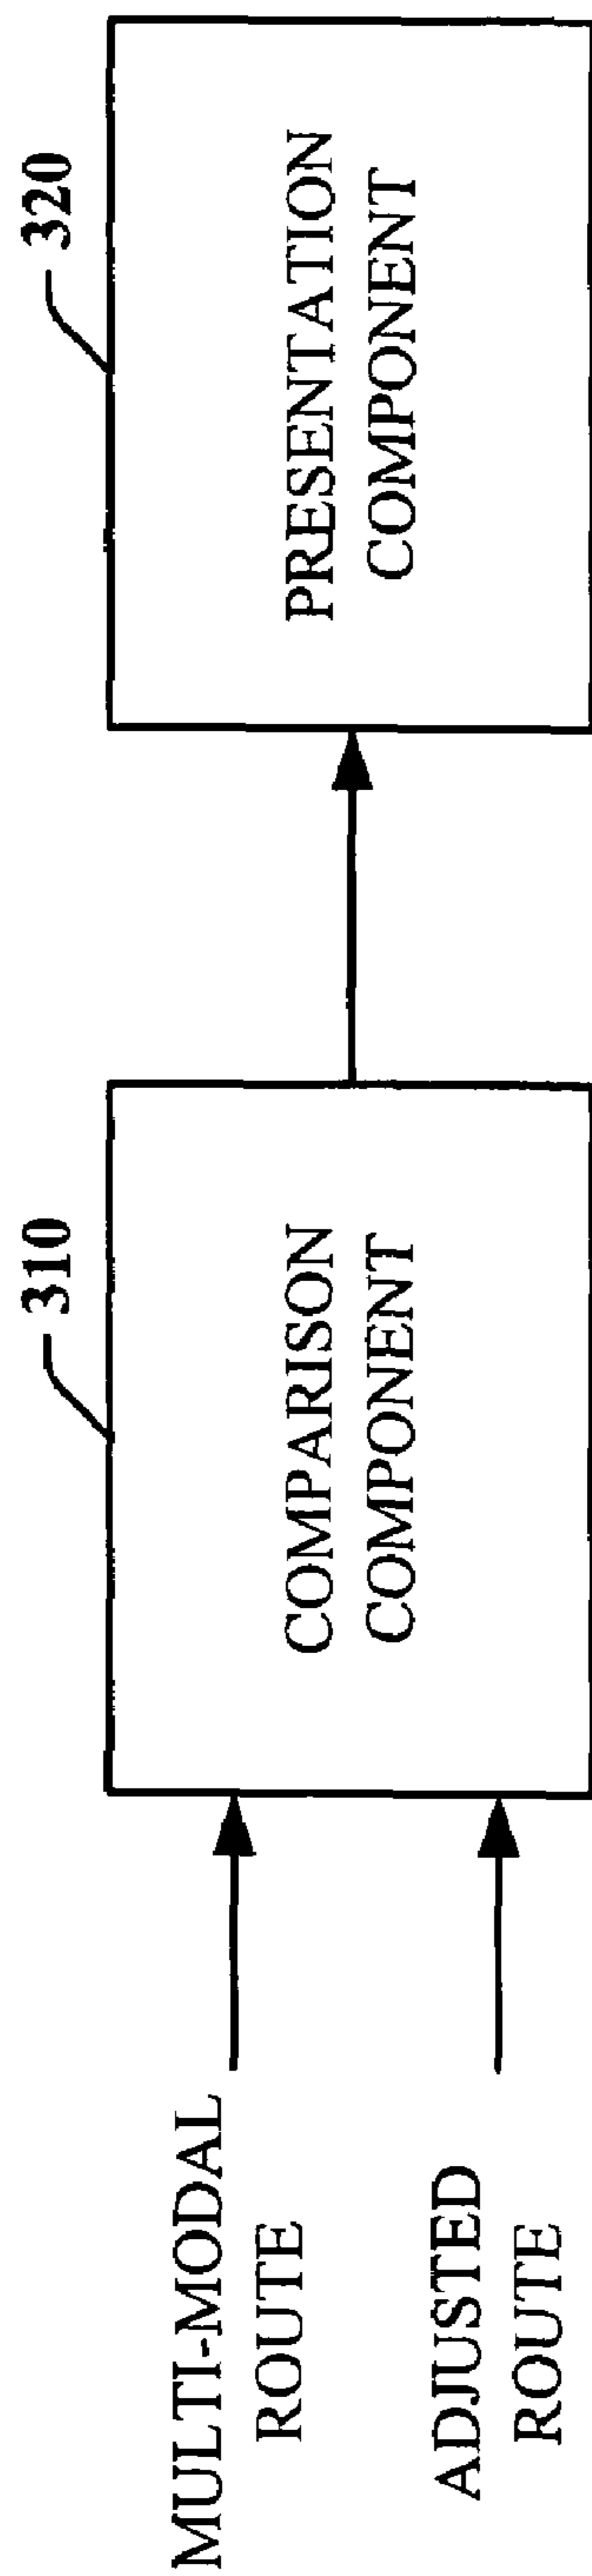 MULTI-MODAL
ROUTE
ADJUSTED
ROUTE
310
COMPARISON
COMPONENT
320
PRESENTATION
COMPONENT